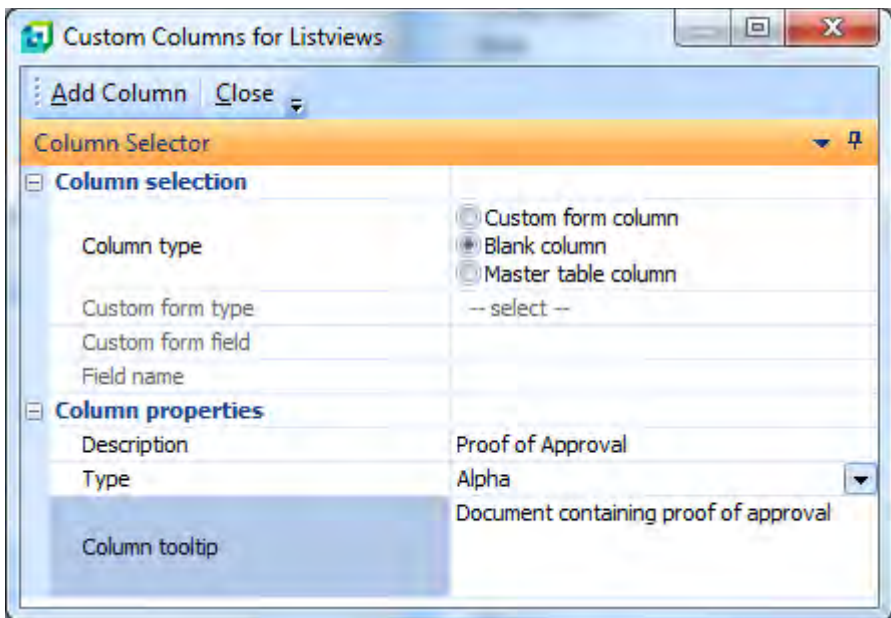 Custom Columns for Listviews
Add Column Close
Column Selector
Column selection
Column type
Custom form column
Blank column
Master table column
Custom form type -- select --
Custom form field
Field name
Column properties
Description Proof of Approval
Type Alpha
Column tooltip Document containing proof of approval